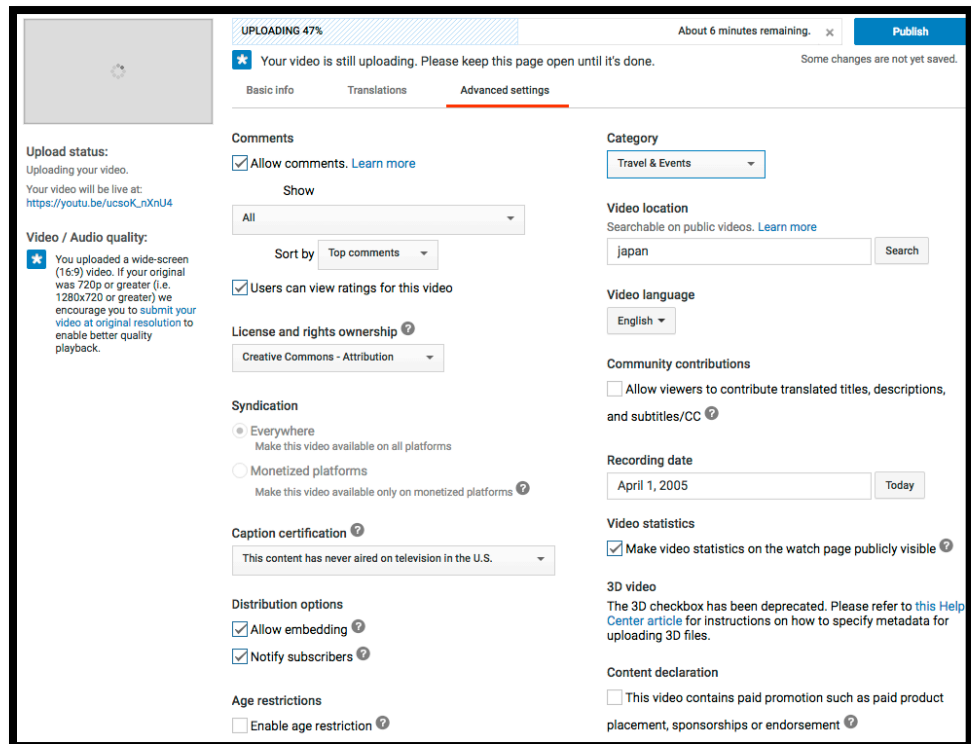 UPLOADING 47%
About 6 minutes remaining. ×
Publish
Your video is still uploading. Please keep this page open until it's done.
Some changes are not yet saved.
Basic info
Translations
Advanced settings
Upload status:
Uploading your video.
Your video will be live at:
https://youtu.be/ucsoK_nXnU4
Video / Audio quality:
You uploaded a wide-screen
(16:9) video. If your original
was 720p or greater (i.e.
1280x720 or greater) we
encourage you to submit your
video at original resolution to
enable better quality
playback.
Comments
Allow comments. Learn more
Show
All
Sort by Top comments
Users can view ratings for this video
License and rights ownership ?
Creative Commons - Attribution
Syndication
Everywhere
Make this video available on all platforms
Monetized platforms
Make this video available only on monetized platforms ?
Caption certification ?
This content has never aired on television in the U.S.
Distribution options
Allow embedding ?
Notify subscribers ?
Age restrictions
Enable age restriction ?
Category
Travel & Events
Video location
Searchable on public videos. Learn more
japan
Search
Video language
English
Community contributions
Allow viewers to contribute translated titles, descriptions,
and subtitles/CC ?
Recording date
April 1, 2005
Today
Video statistics
Make video statistics on the watch page publicly visible ?
3D video
The 3D checkbox has been deprecated. Please refer to this Help
Center article for instructions on how to specify metadata for
uploading 3D files.
Content declaration
This video contains paid promotion such as paid product
placement, sponsorships or endorsement ?